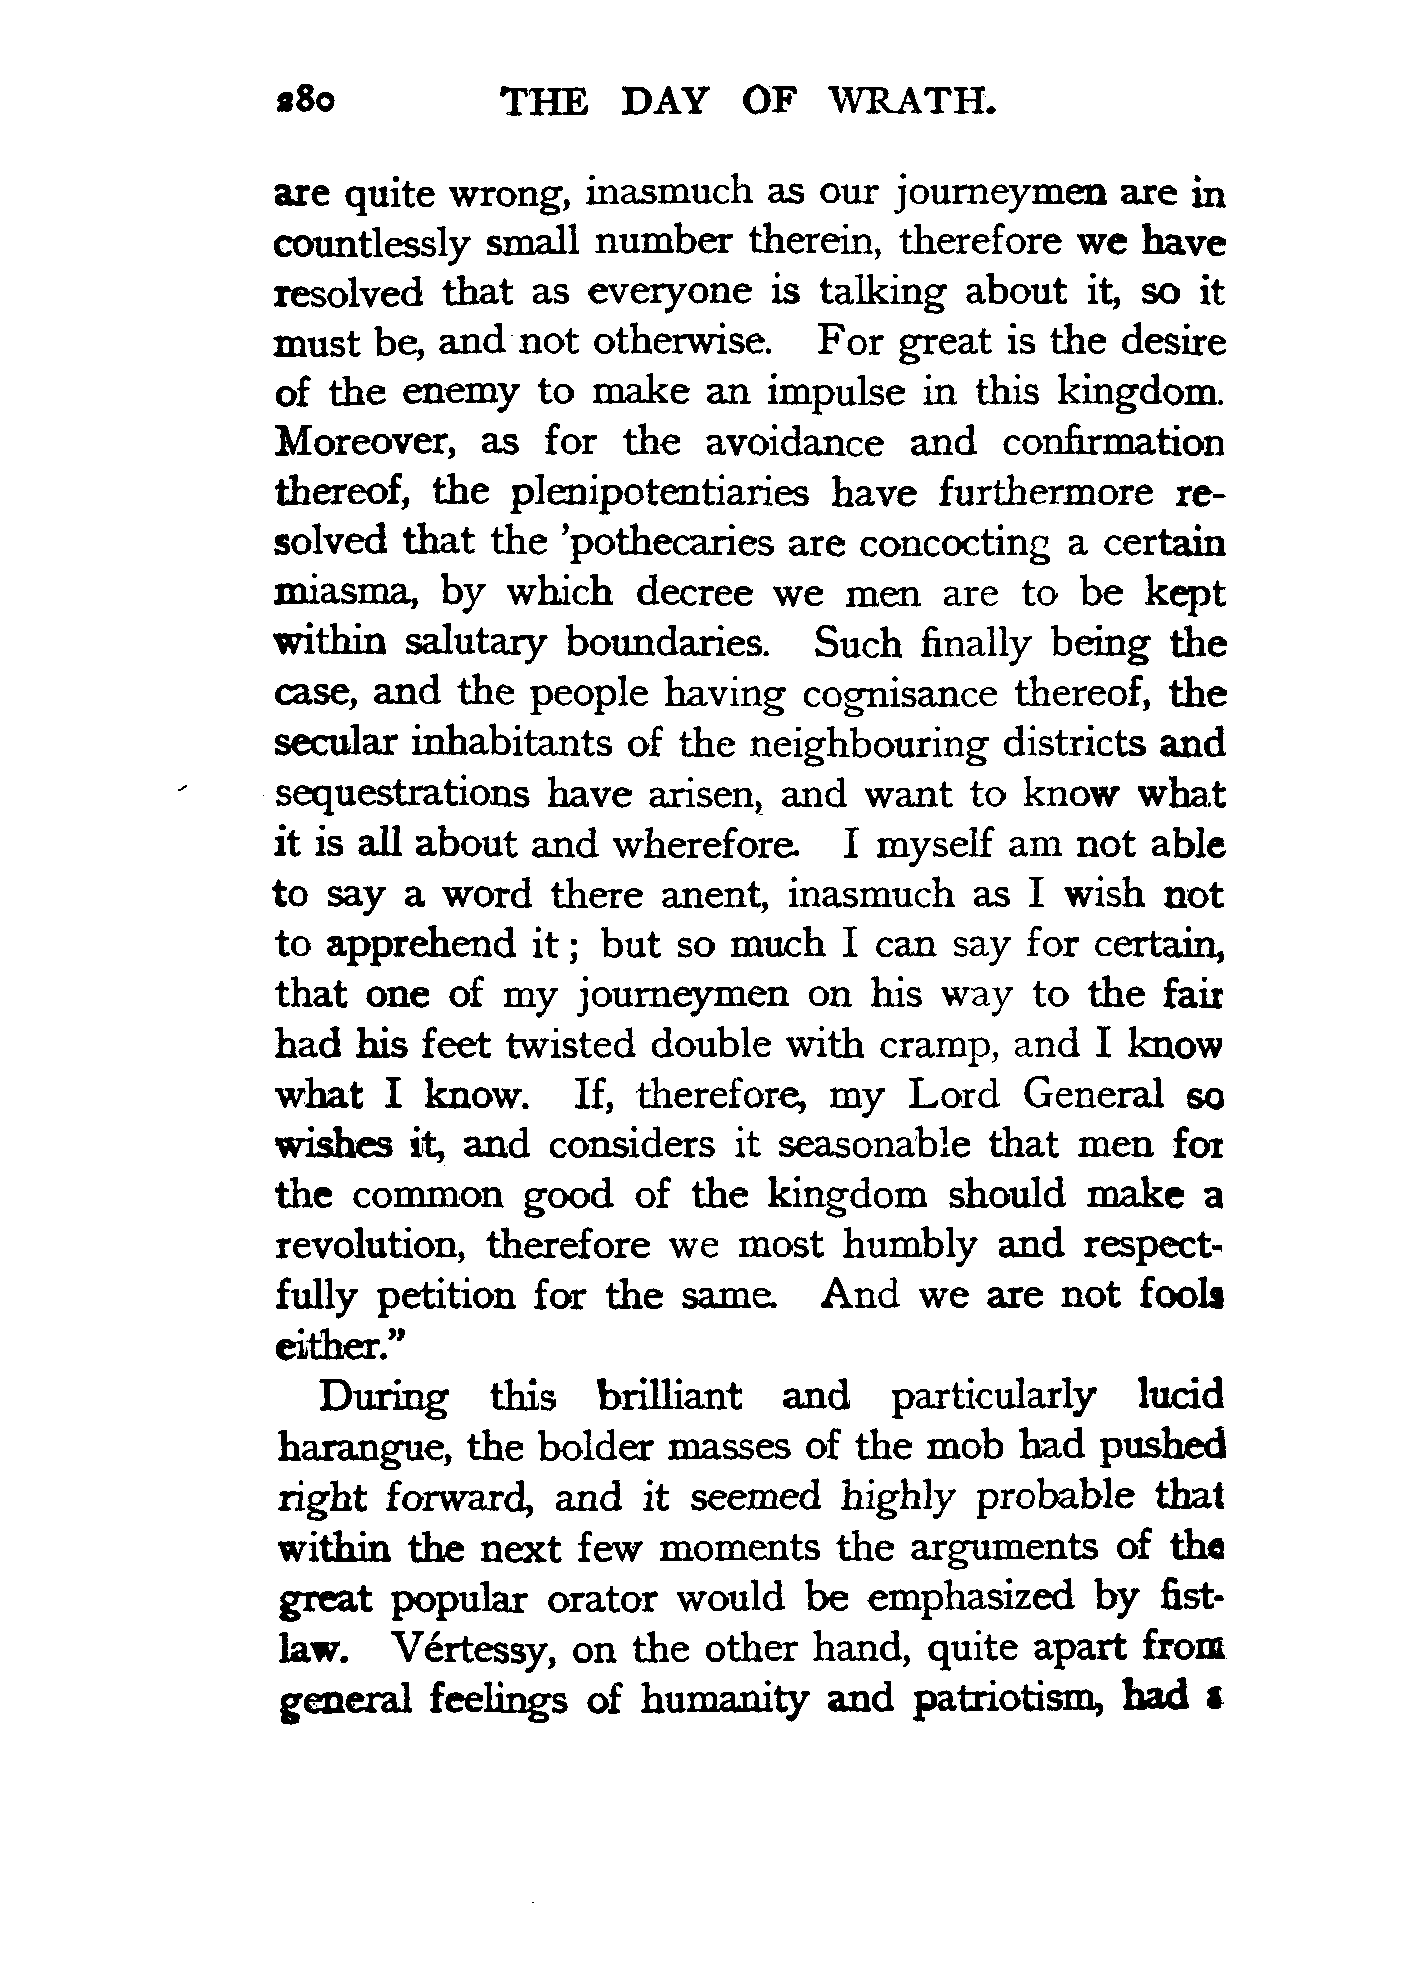 280 THE DAY OF WRATH.
are quite wrong, inasmuch as our journeymen are in
countlessly small number therein, therefore we have
resolved that as everyone is talking about it, so it
must be, and not otherwise. For great is the desire
of the enemy to make an impulse in this kingdom.
Moreover, as for the avoidance and confirmation
thereof, the plenipotentiaries have furthermore re-
solved that the 'pothecaries are concocting a certain
miasma, by which decree we men are to be kept
within salutary boundaries. Such finally being the
case, and the people having cognisance thereof, the
secular inhabitants of the neighbouring districts and
sequestrations have arisen, and want to know what
it is all about and wherefore. I myself am not able
to say a word there anent, inasmuch as I wish not
to apprehend it; but so much I can say for certain,
that one of my journeymen on his way to the fair
had his feet twisted double with cramp, and I know
what I know. If, therefore, my Lord General so
wishes it, and considers it seasonable that men for
the common good of the kingdom should make a
revolution, therefore we most humbly and respect-
fully petition for the same. And we are not fools
either."
During this brilliant and particularly lucid
harangue, the bolder masses of the mob had pushed
right forward, and it seemed highly probable that
within the next few moments the arguments of the
great popular orator would be emphasized by fist-
law. Vértessy, on the other hand, quite apart from
general feelings of humanity and patriotism, had a